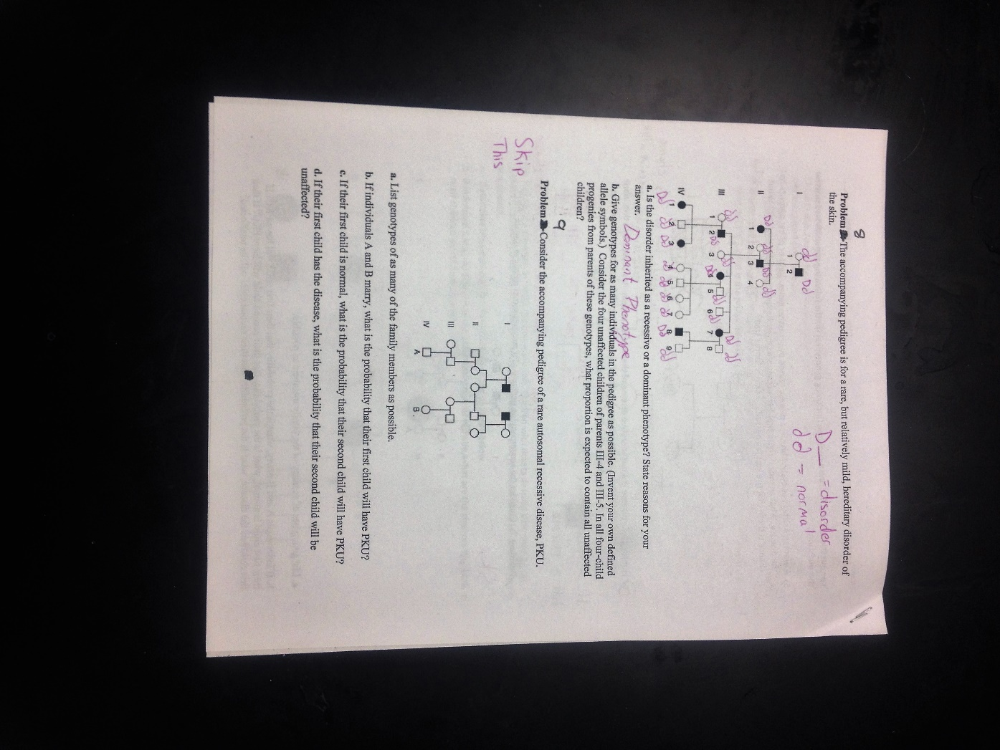 8
Problem The accompanying pedigree is for a rare, but relatively mild, hereditary disorder of
the skin.
D— = disorder
dd = normal
I
dd Dd
1 2
II
Dd dd Dd dd
1 2 3 4
III
dd Dd dd Dd dd dd Dd dd
1 2 3 4 5 6 7 8
IV
1 2 3 4 5 6 7 8 9
Dd dd Dd dd dd dd dd Dd dd
a. Is the disorder inherited as a recessive or a dominant phenotype? State reasons for your
answer.
Dominant Phenotype
b. Give genotypes for as many individuals in the pedigree as possible. (Invent your own defined
allele symbols.) Consider the four unaffected children of parents III-4 and III-5. In all four-child
progenies from parents of these genotypes, what proportion is expected to contain all unaffected
children?
9
Problem Consider the accompanying pedigree of a rare autosomal recessive disease, PKU.
Skip
This
I
II
III
IV
A B
a. List genotypes of as many of the family members as possible.
b. If individuals A and B marry, what is the probability that their first child will have PKU?
c. If their first child is normal, what is the probability that their second child will have PKU?
d. If their first child has the disease, what is the probability that their second child will be
unaffected?